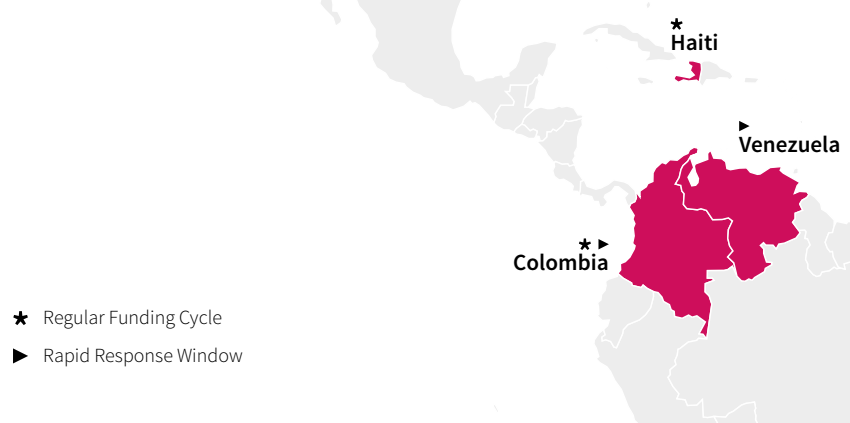 Haiti
Venezuela
Colombia
Regular Funding Cycle
Rapid Response Window